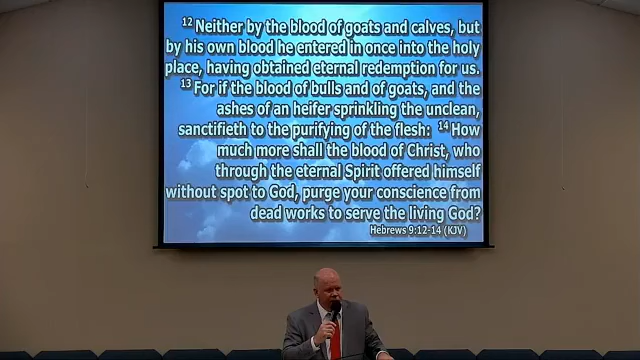 12 Neither by the blood of goats and calves, but
by his own blood he entered in once into the holy
place, having obtained eternal redemption for us.
13 For if the blood of bulls and of goats, and the
ashes of an heifer sprinkling the unclean,
sanctifieth to the purifying of the flesh: 14 How
much more shall the blood of Christ, who
through the eternal Spirit offered himself
without spot to God, purge your conscience from
dead works to serve the living God?
Hebrews 9:12-14 (KJV)